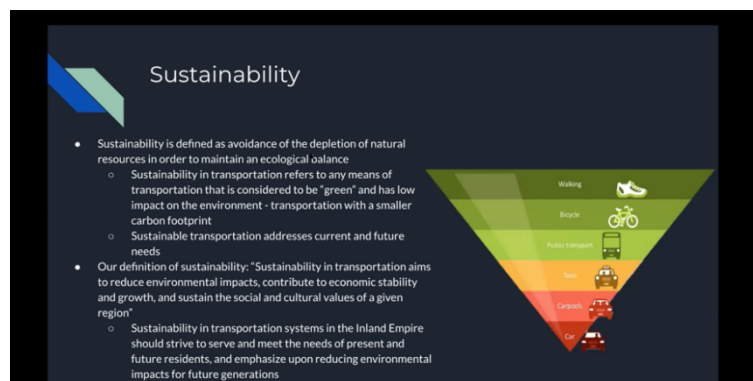 Sustainability
● Sustainability is defined as avoidance of the depletion of natural
resources in order to maintain an ecological balance
○ Sustainability in transportation refers to any means of
transportation that is considered to be "green" and has low
impact on the environment - transportation with a smaller
carbon footprint
○ Sustainable transportation addresses current and future
needs
● Our definition of sustainability: "Sustainability in transportation aims
to reduce environmental impacts, contribute to economic stability
and growth, and sustain the social and cultural values of a given
region"
○ Sustainability in transportation systems in the Inland Empire
should strive to serve and meet the needs of present and
future residents, and emphasize upon reducing environmental
impacts for future generations
Walking
Bicycle
Public transport
Taxis
Carpools
Car